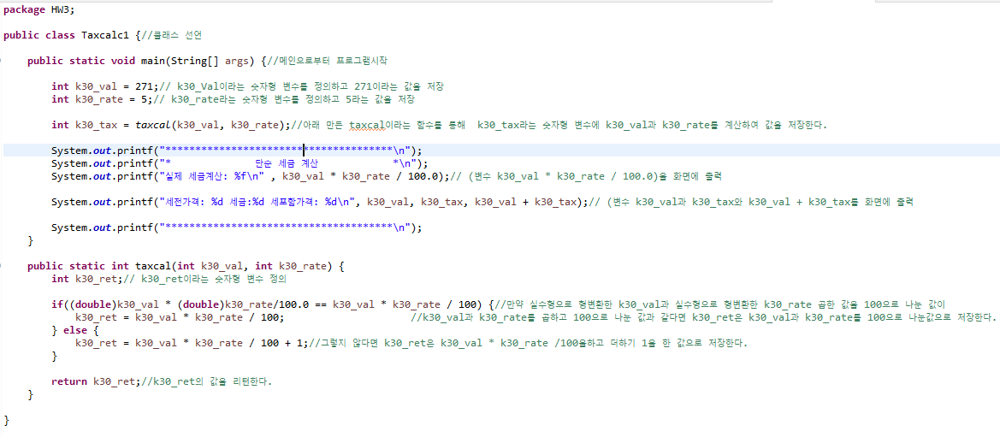 package HW3;
public class Taxcalc1 {//클래스 선언
public static void main(String[] args) {//메인으로부터 프로그램시작
int k30_val = 271;// k30_Val이라는 숫자형 변수를 정의하고 271이라는 값을 저장
int k30_rate = 5;// k30_rate라는 숫자형 변수를 정의하고 5라는 값을 저장
int k30_tax = taxcal(k30_val, k30_rate);//아래 만든 taxcal이라는 함수를 통해  k30_tax라는 숫자형 변수에 k30_val과 k30_rate를 계산하여 값을 저장한다.
System.out.printf("**************************************\n");
System.out.printf("*              단순 세금 계산             *\n");
System.out.printf("실제 세금계산: %f\n" , k30_val * k30_rate / 100.0);// (변수 k30_val * k30_rate / 100.0)을 화면에 출력
System.out.printf("세전가격: %d 세금:%d 세포함가격: %d\n", k30_val, k30_tax, k30_val + k30_tax);// (변수 k30_val과 k30_tax와 k30_val + k30_tax를 화면에 출력
System.out.printf("**************************************\n");
}
public static int taxcal(int k30_val, int k30_rate) {
int k30_ret;// k30_ret이라는 숫자형 변수 정의
if((double)k30_val * (double)k30_rate/100.0 == k30_val * k30_rate / 100) {//만약 실수형으로 형변환한 k30_val과 실수형으로 형변환한 k30_rate 곱한 값을 100으로 나눈 값이
k30_ret = k30_val * k30_rate / 100;                     //k30_val과 k30_rate를 곱하고 100으로 나눈 값과 같다면 k30_ret은 k30_val과 k30_rate를 100으로 나눈값으로 저장한다.
} else {
k30_ret = k30_val * k30_rate / 100 + 1;//그렇지 않다면 k30_ret은 k30_val * k30_rate /100을하고 더하기 1을 한 값으로 저장한다.
}
return k30_ret;//k30_ret의 값을 리턴한다.
}
}